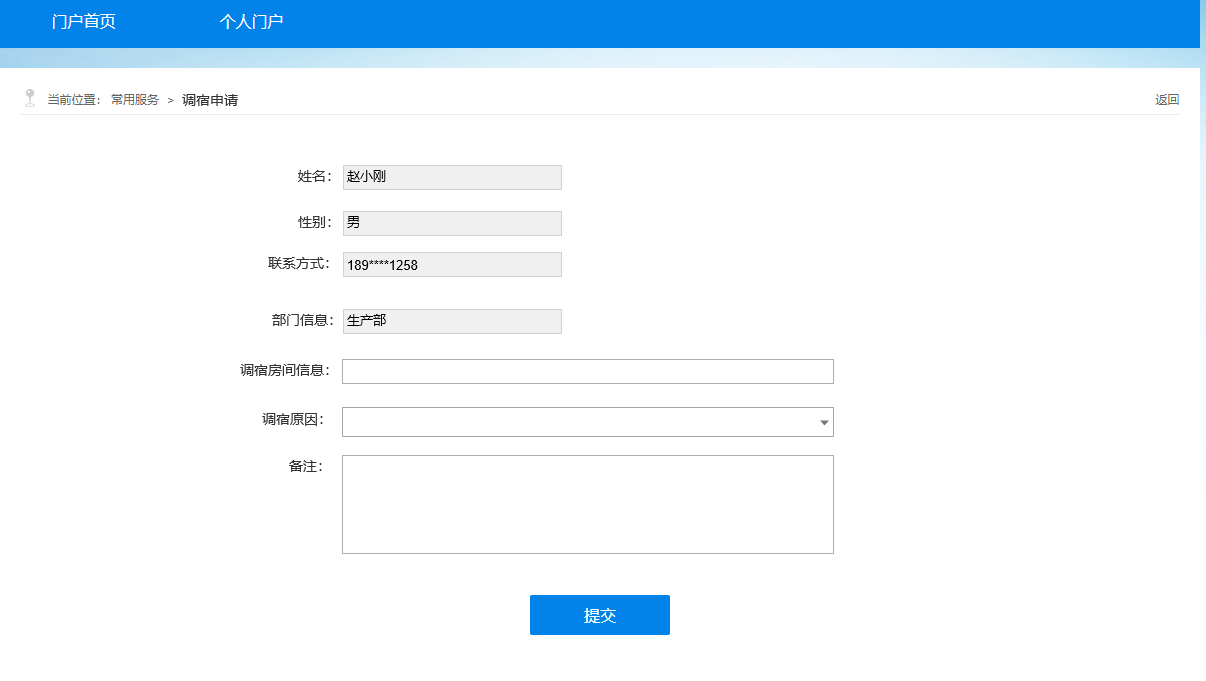 门户首页 个人门户
当前位置： 常用服务 > 调宿申请 返回
姓名： 赵小刚
性别： 男
联系方式： 189****1258
部门信息： 生产部
调宿房间信息：
调宿原因：
备注：
提交